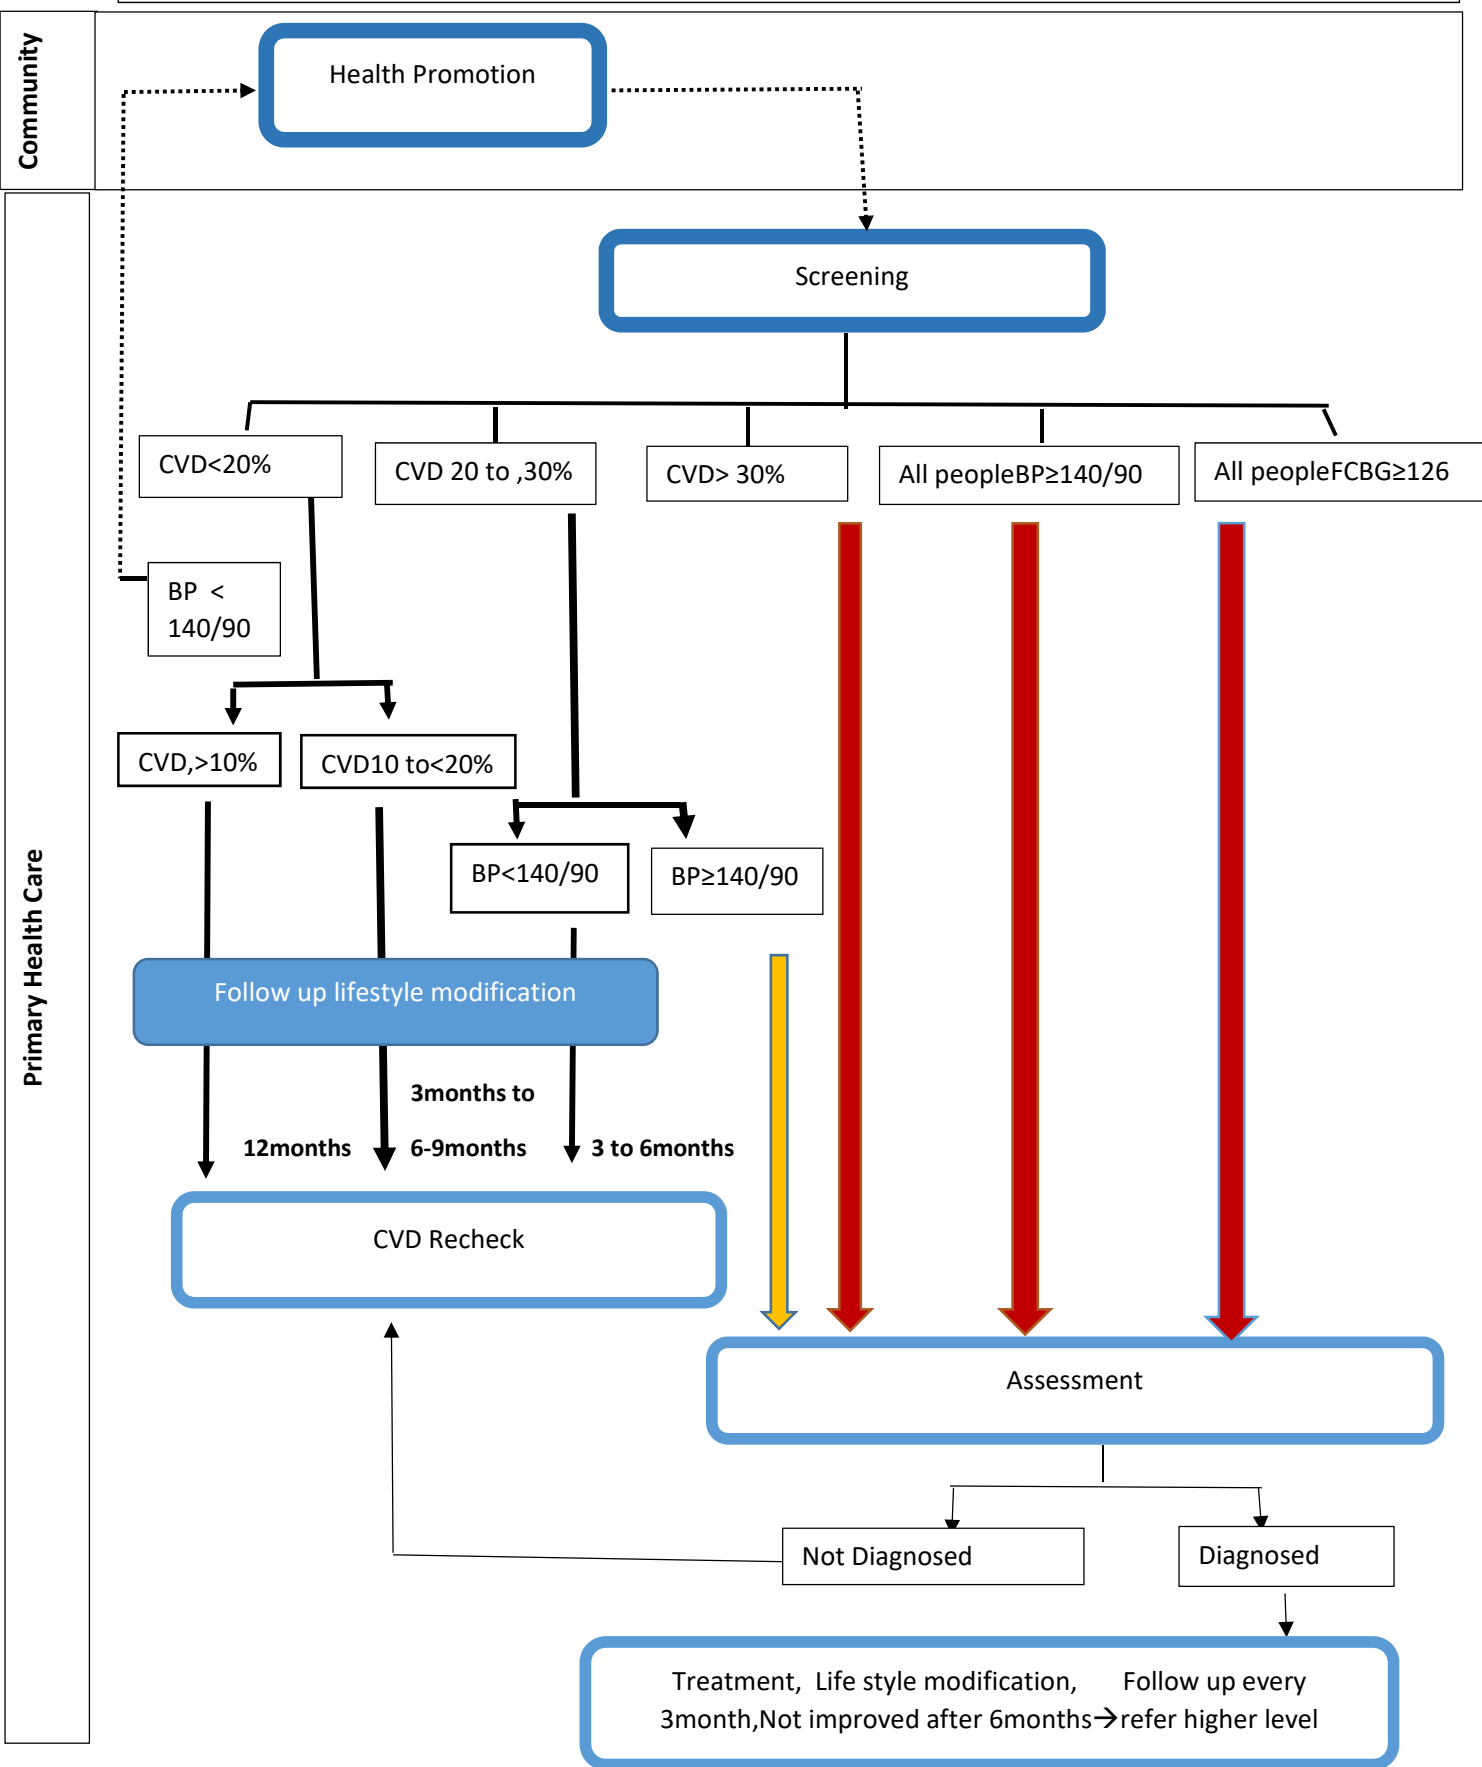 Community
Health Promotion
Primary Health Care
Screening
CVD<20%
CVD 20 to ,30%
CVD> 30%
All peopleBP≥140/90
All peopleFCBG≥126
BP <
140/90
CVD,>10%
CVD10 to<20%
BP<140/90
BP≥140/90
Follow up lifestyle modification
12months
3months to
6-9months
3 to 6months
CVD Recheck
Assessment
Not Diagnosed
Diagnosed
Treatment, Life style modification, Follow up every
3month,Not improved after 6months→refer higher level